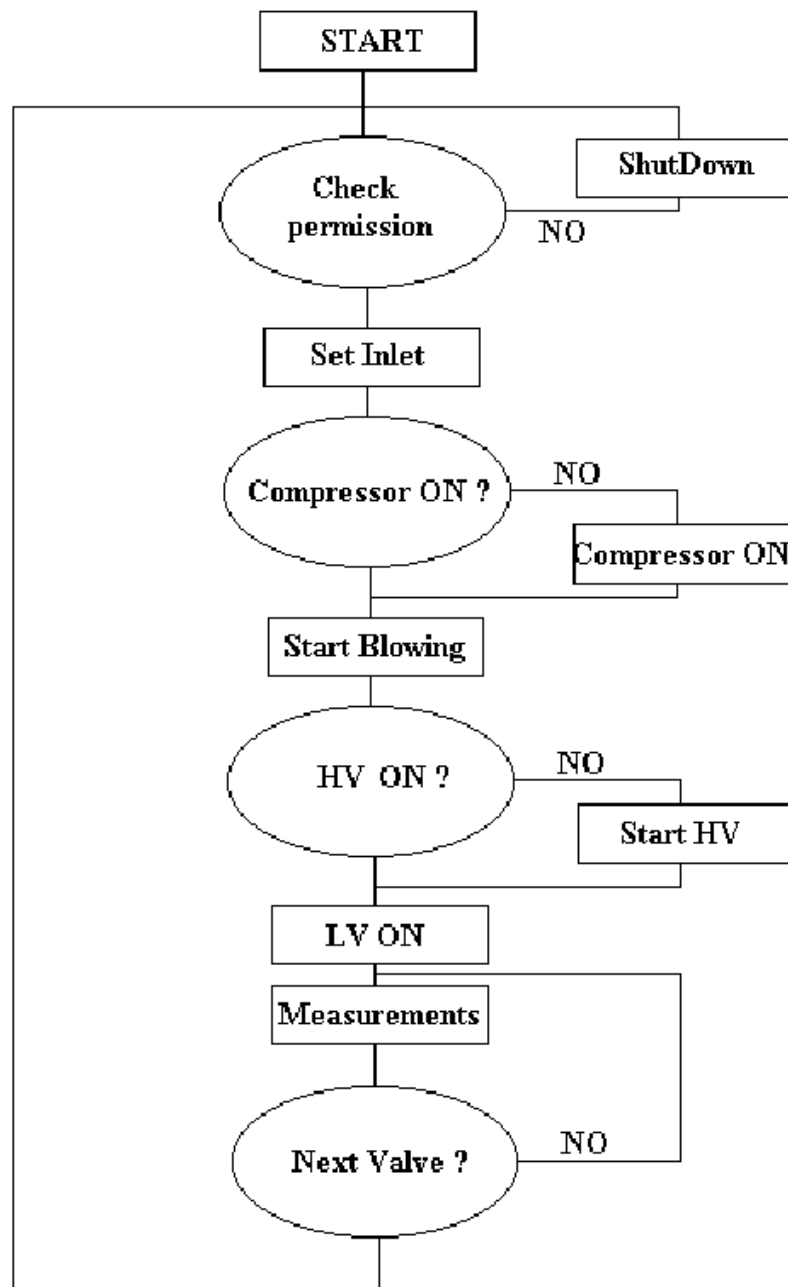 START
ShutDown
Check
permission
NO
Set Inlet
Compressor ON ?
NO
Compressor ON
Start Blowing
HV ON ?
NO
Start HV
LV ON
Measurements
Next Valve ?
NO